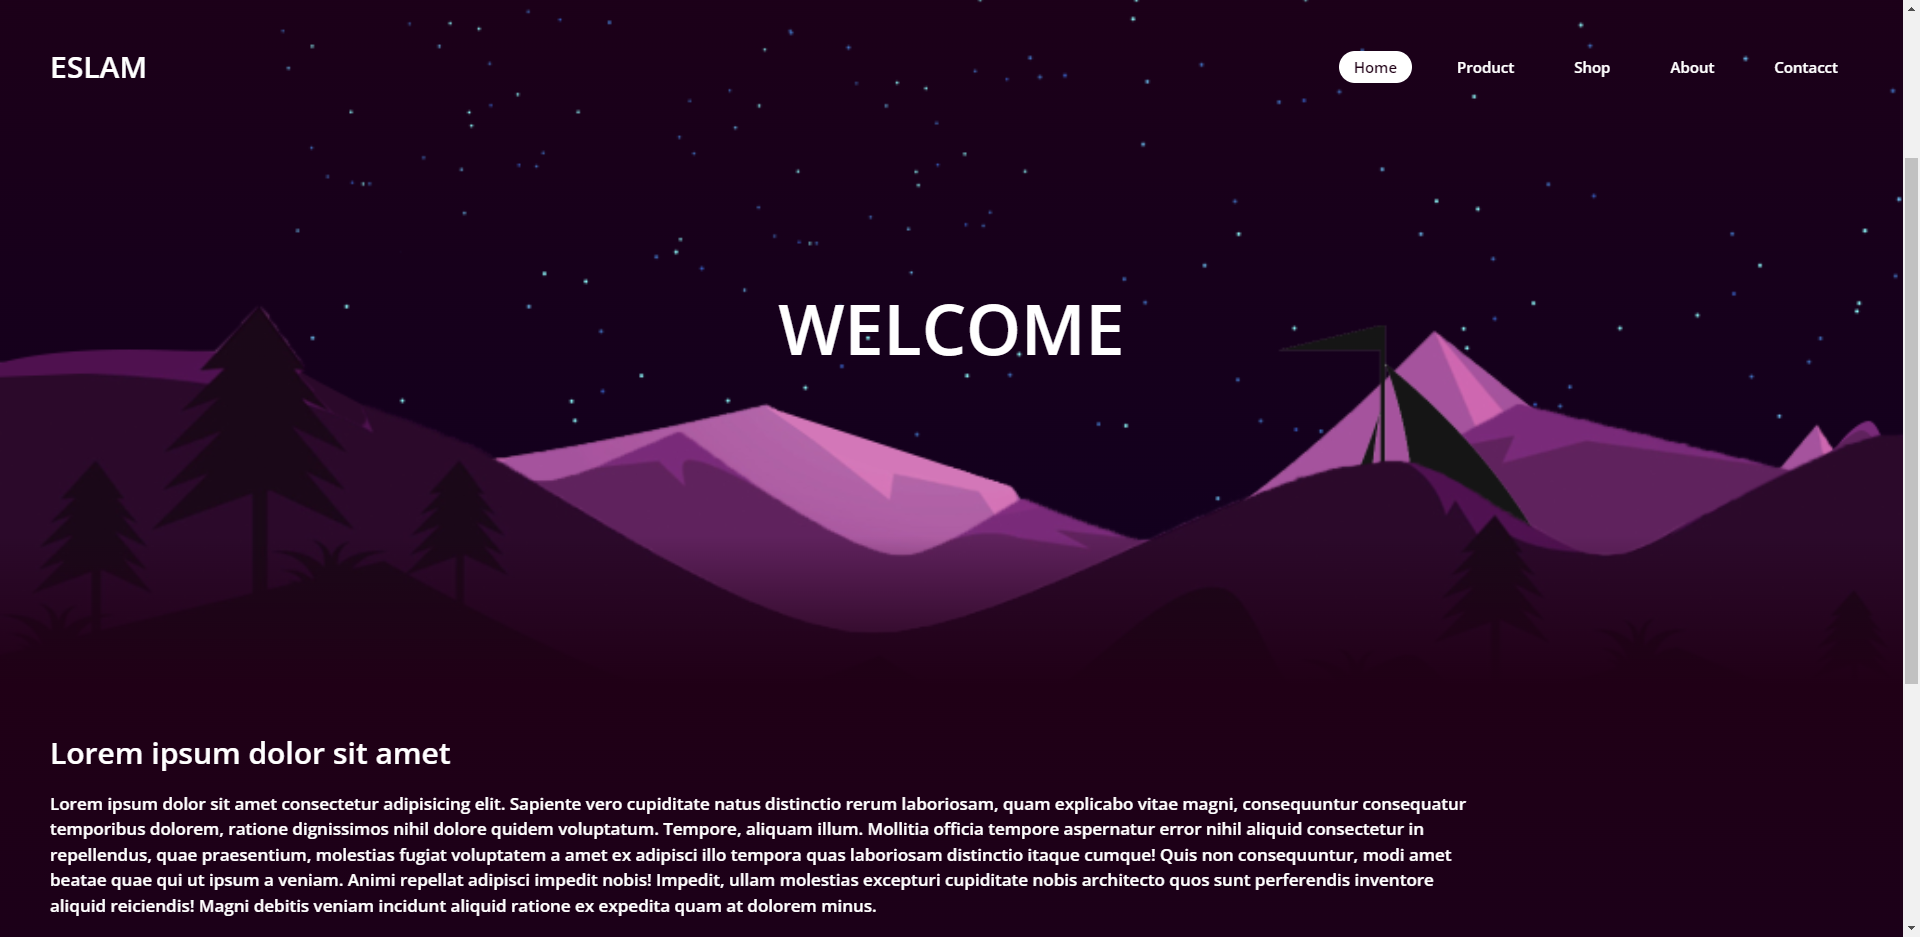 ESLAM
Home Product Shop About Contacct
WELCOME
Lorem ipsum dolor sit amet
Lorem ipsum dolor sit amet consectetur adipisicing elit. Sapiente vero cupiditate natus distinctio rerum laboriosam, quam explicabo vitae magni, consequuntur consequatur
temporibus dolorem, ratione dignissimos nihil dolore quidem voluptatum. Tempore, aliquam illum. Mollitia officia tempore aspernatur error nihil aliquid consectetur in
repellendus, quae praesentium, molestias fugiat voluptatem a amet ex adipisci illo tempora quas laboriosam distinctio itaque cumque! Quis non consequuntur, modi amet
beatae quae qui ut ipsum a veniam. Animi repellat adipisci impedit nobis! Impedit, ullam molestias excepturi cupiditate nobis architecto quos sunt perferendis inventore
aliquid reiciendis! Magni debitis veniam incidunt aliquid ratione ex expedita quam at dolorem minus.